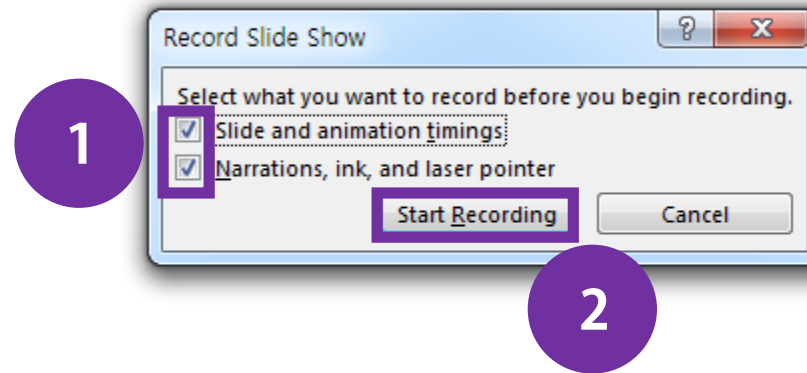 Record Slide Show
Select what you want to record before you begin recording.
1
Slide and animation timings
Narrations, ink, and laser pointer
Start Recording Cancel
2